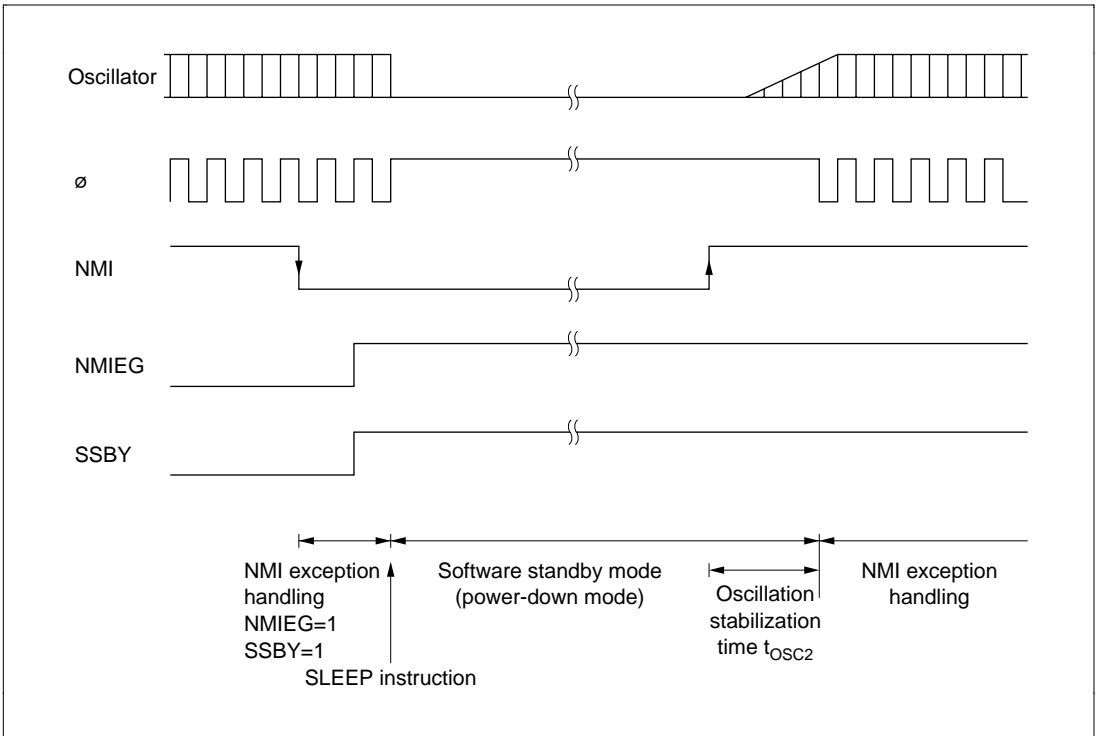 Oscillator
ø
NMI
NMIEG
SSBY
NMI exception
handling
NMIEG=1
SSBY=1
SLEEP instruction
Software standby mode
(power-down mode)
Oscillation
stabilization
time tOSC2
NMI exception
handling